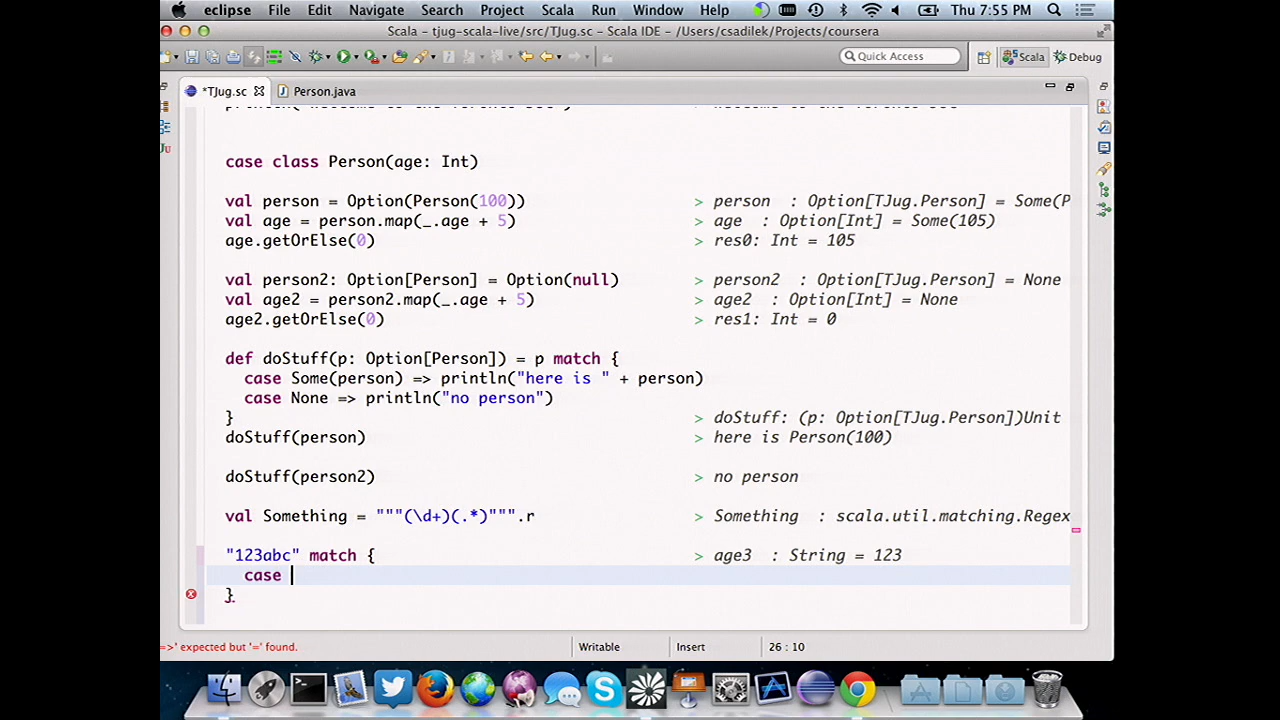 eclipse File Edit Navigate Search Project Scala Run Window Help Thu 7:55 PM
Scala - tjug-scala-live/src/TJug.sc - Scala IDE - /Users/csadilek/Projects/coursera
Quick Access Scala Debug
*TJug.sc Person.java
case class Person(age: Int)
val person = Option(Person(100)) > person : Option[TJug.Person] = Some(P
val age = person.map(_.age + 5) > age : Option[Int] = Some(105)
age.getOrElse(0) > res0: Int = 105
val person2: Option[Person] = Option(null) > person2 : Option[TJug.Person] = None
val age2 = person2.map(_.age + 5) > age2 : Option[Int] = None
age2.getOrElse(0) > res1: Int = 0
def doStuff(p: Option[Person]) = p match {
case Some(person) => println("here is " + person)
case None => println("no person")
} > doStuff: (p: Option[TJug.Person])Unit
doStuff(person) > here is Person(100)
doStuff(person2) > no person
val Something = """(\d+)(.*)""".r > Something : scala.util.matching.Regex
"123abc" match { > age3 : String = 123
case
}
=>' expected but '=' found. Writable Insert 26 : 10